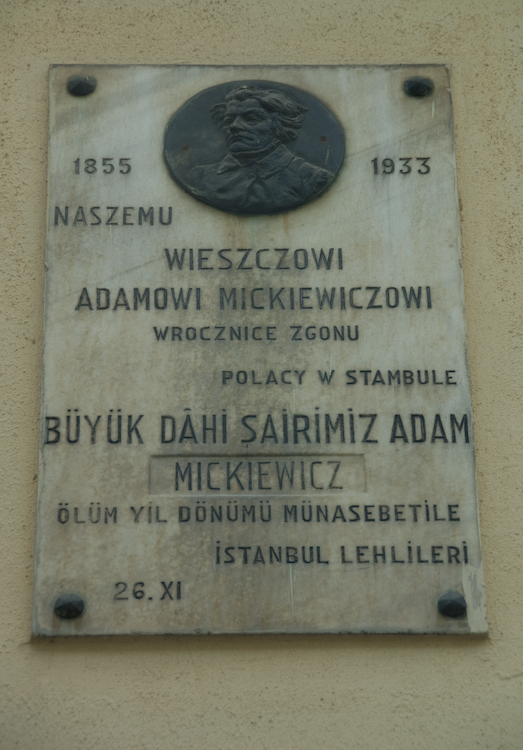 1855 1933
NASZEMU
WIESZCZOWI
ADAMOWI MICKIEWICZOWI
WROCZNICE ZGONU
POLACY W STAMBULE
BÜYÜK DÂHİ ŞAİRİMİZ ADAM
MICKIEWICZ
ÖLÜM YİL DÖNÜMÜ MÜNASEBETİLE
İSTANBUL LEHLİLERİ
26. XI